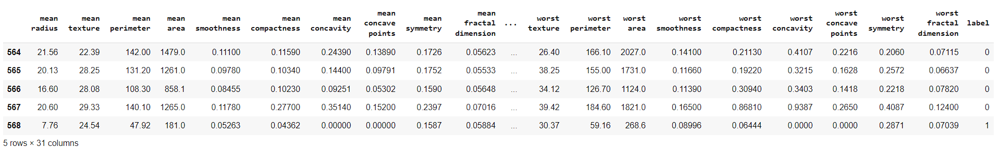 mean radius mean texture mean perimeter mean area mean smoothness mean compactness mean concavity mean concave points mean symmetry mean fractal dimension ... worst texture worst perimeter worst area worst smoothness worst compactness worst concavity worst concave points worst symmetry worst fractal dimension label
564 21.56 22.39 142.00 1479.0 0.11100 0.11590 0.24390 0.13890 0.1726 0.05623 ... 26.40 166.10 2027.0 0.14100 0.21130 0.4107 0.2216 0.2060 0.07115 0
565 20.13 28.25 131.20 1261.0 0.09780 0.10340 0.14400 0.09791 0.1752 0.05533 ... 38.25 155.00 1731.0 0.11660 0.19220 0.3215 0.1628 0.2572 0.06637 0
566 16.60 28.08 108.30 858.1 0.08455 0.10230 0.09251 0.05302 0.1590 0.05648 ... 34.12 126.70 1124.0 0.11390 0.30940 0.3403 0.1418 0.2218 0.07820 0
567 20.60 29.33 140.10 1265.0 0.11780 0.27700 0.35140 0.15200 0.2397 0.07016 ... 39.42 184.60 1821.0 0.16500 0.86810 0.9387 0.2650 0.4087 0.12400 0
568 7.76 24.54 47.92 181.0 0.05263 0.04362 0.00000 0.00000 0.1587 0.05884 ... 30.37 59.16 268.6 0.08996 0.06444 0.0000 0.0000 0.2871 0.07039 1
5 rows × 31 columns